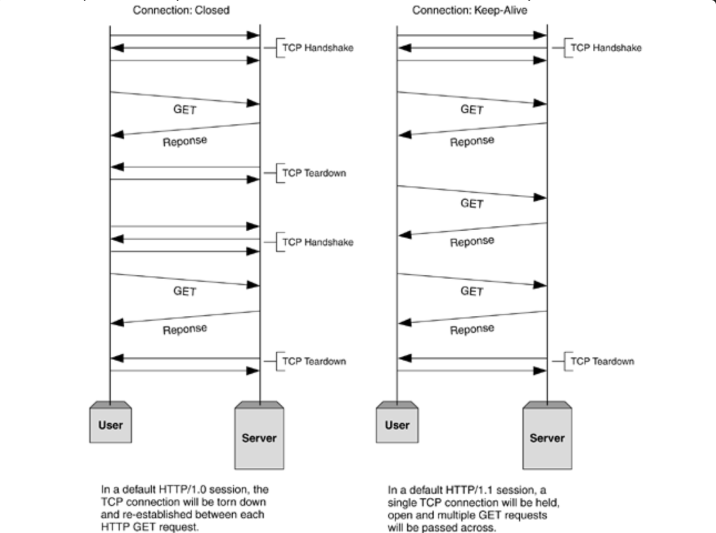 Connection: Closed
TCP Handshake
GET
Reponse
TCP Teardown
TCP Handshake
GET
Reponse
TCP Teardown
User
Server
In a default HTTP/1.0 session, the
TCP connection will be torn down
and re-established between each
HTTP GET request.
Connection: Keep-Alive
TCP Handshake
GET
Reponse
GET
Reponse
GET
Reponse
TCP Teardown
User
Server
In a default HTTP/1.1 session, a
single TCP connection will be held,
open and multiple GET requests
will be passed across.